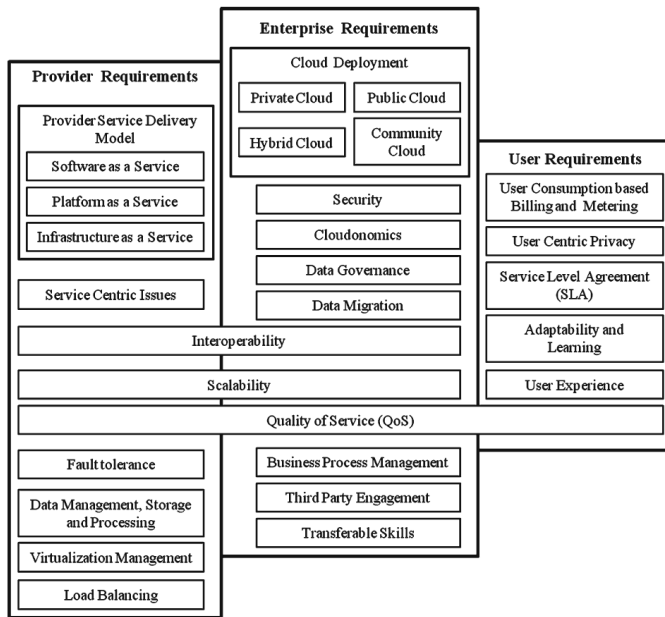 Enterprise Requirements
Cloud Deployment
Private Cloud
Public Cloud
Hybrid Cloud
Community
Cloud
Security
Cloudonomics
Data Governance
Data Migration
Provider Requirements
Provider Service Delivery
Model
Software as a Service
Platform as a Service
Infrastructure as a Service
Service Centric Issues
Interoperability
Scalability
Quality of Service (QoS)
Fault tolerance
Data Management, Storage
and Processing
Virtualization Management
Load Balancing
Business Process Management
Third Party Engagement
Transferable Skills
User Requirements
User Consumption based
Billing and Metering
User Centric Privacy
Service Level Agreement
(SLA)
Adaptability and
Learning
User Experience